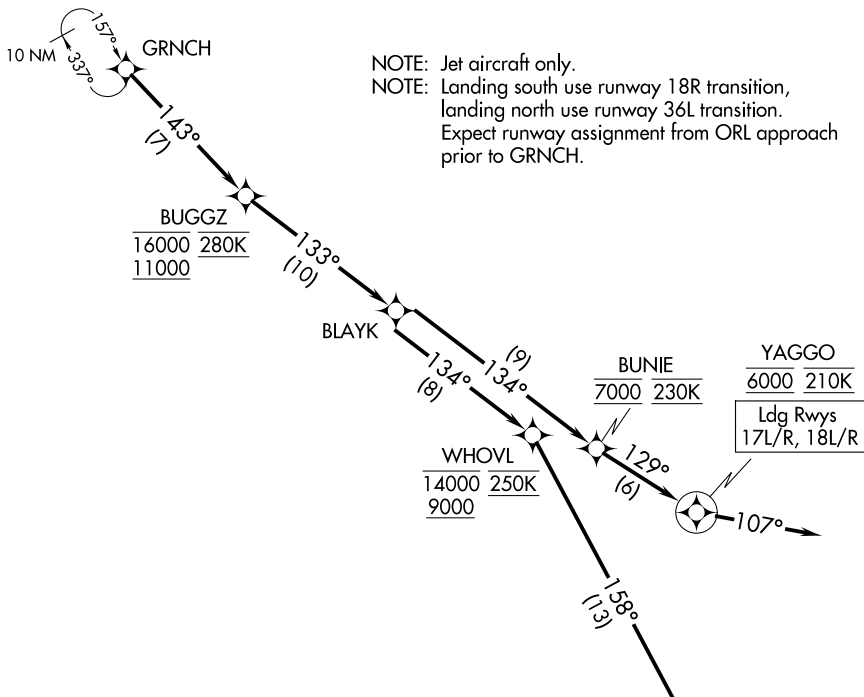 157°
GRNCH
10 NM
337°
NOTE: Jet aircraft only.
NOTE: Landing south use runway 18R transition,
landing north use runway 36L transition.
Expect runway assignment from ORL approach
prior to GRNCH.
143°
(7)
BUGGZ
16000 280K
11000
133°
(10)
BLAYK
(9)
134°
134°
(8)
BUNIE
7000 230K
YAGGO
6000 210K
Ldg Rwys
17L/R, 18L/R
WHOVL
14000 250K
9000
129°
(6)
107°
158°
(13)